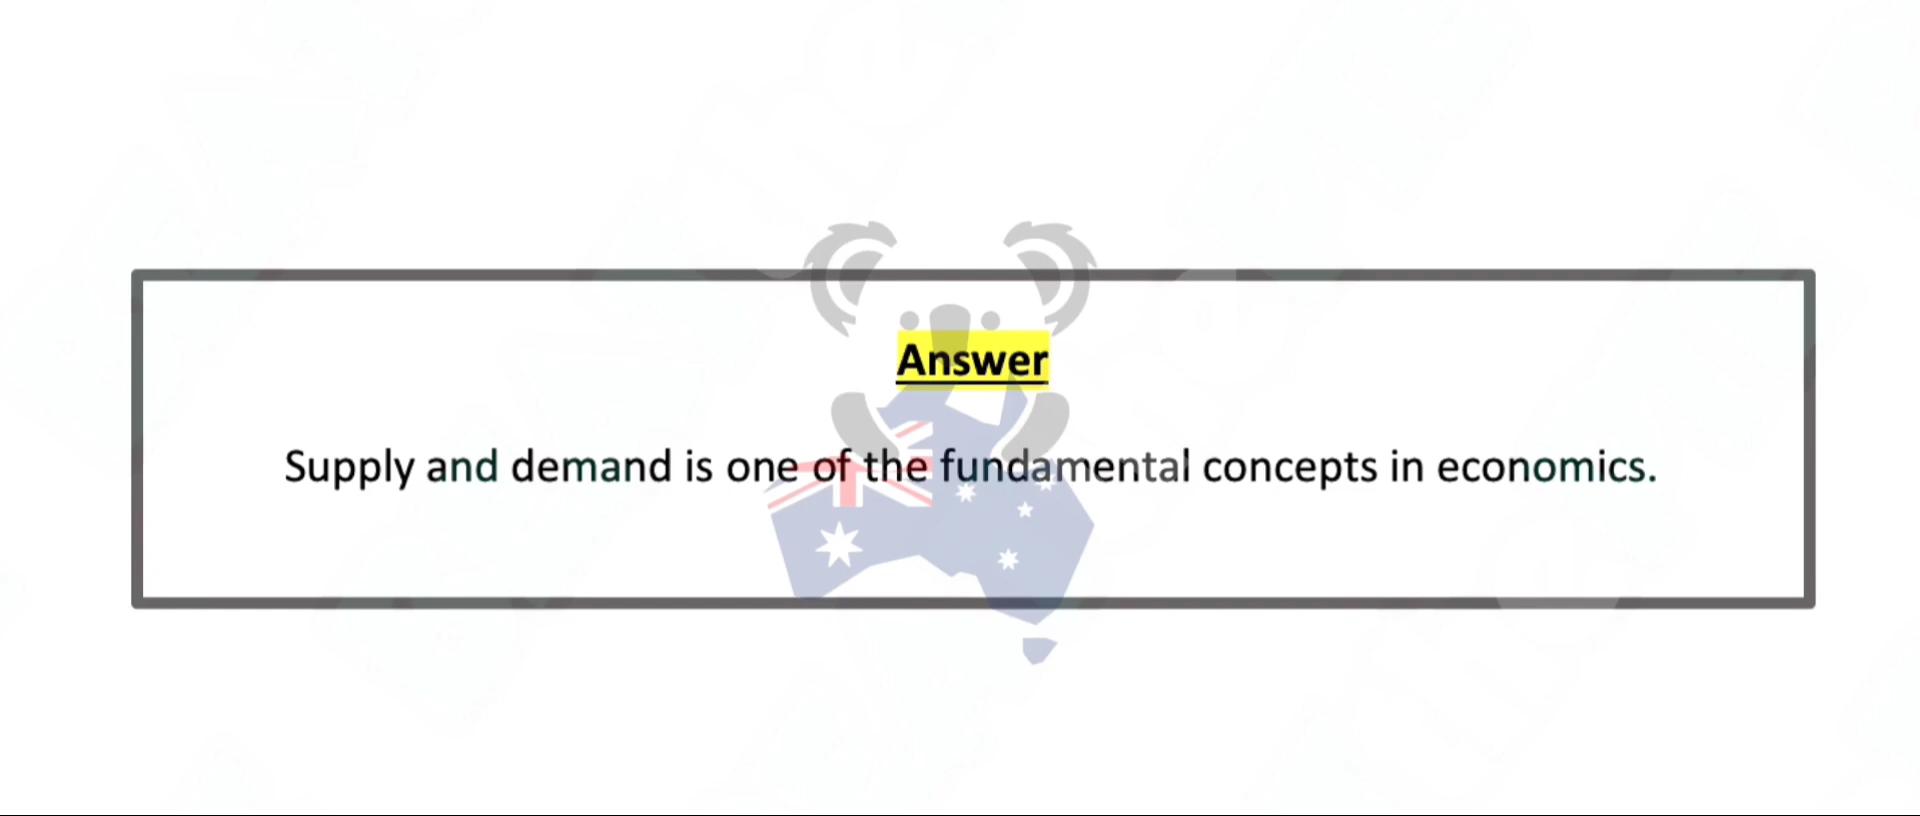 Answer
Supply and demand is one of the fundamental concepts in economics.